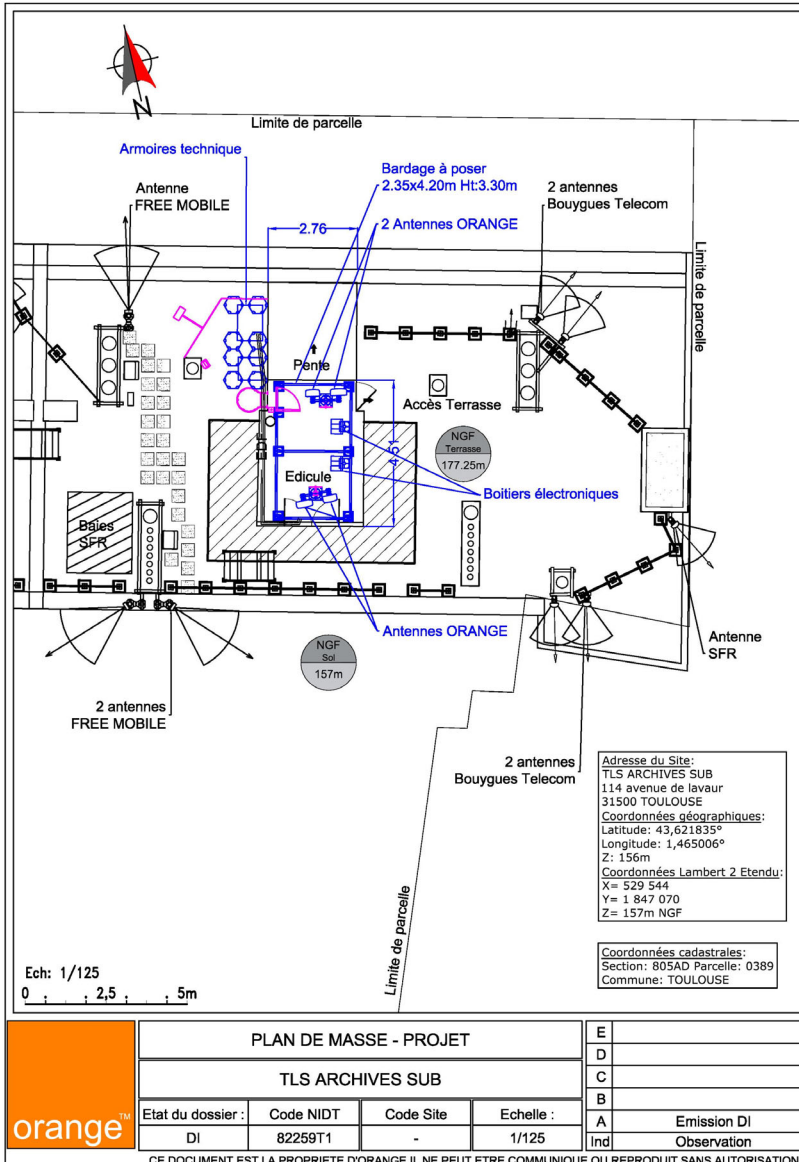 N
Limite de parcelle
Armoires technique
Bardage à poser
2.35x4.20m Ht:3.30m
Antenne
FREE MOBILE
2 antennes
Bouygues Telecom
2.76
2 Antennes ORANGE
Limite de parcelle
Pente
Accès Terrasse
NGF
Terrasse
177.25m
4.51
Edicule
Boitiers électroniques
Baies
SFR
Antennes ORANGE
NGF
Sol
157m
Antenne
SFR
2 antennes
FREE MOBILE
2 antennes
Bouygues Telecom
Adresse du Site:
TLS ARCHIVES SUB
114 avenue de lavaur
31500 TOULOUSE
Coordonnées géographiques:
Latitude: 43,621835°
Longitude: 1,465006°
Z: 156m
Coordonnées Lambert 2 Etendu:
X= 529 544
Y= 1 847 070
Z= 157m NGF
Limite de parcelle
Coordonnées cadastrales:
Section: 805AD Parcelle: 0389
Commune: TOULOUSE
Ech: 1/125
0 2,5 5m
orange™
PLAN DE MASSE - PROJET
TLS ARCHIVES SUB
Etat du dossier : Code NIDT Code Site Echelle :
DI 82259T1 - 1/125
E
D
C
B
A Emission DI
Ind Observation
CE DOCUMENT EST LA PROPRIETE D'ORANGE IL NE PEUT ETRE COMMUNIQUE OU REPRODUIT SANS AUTORISATION